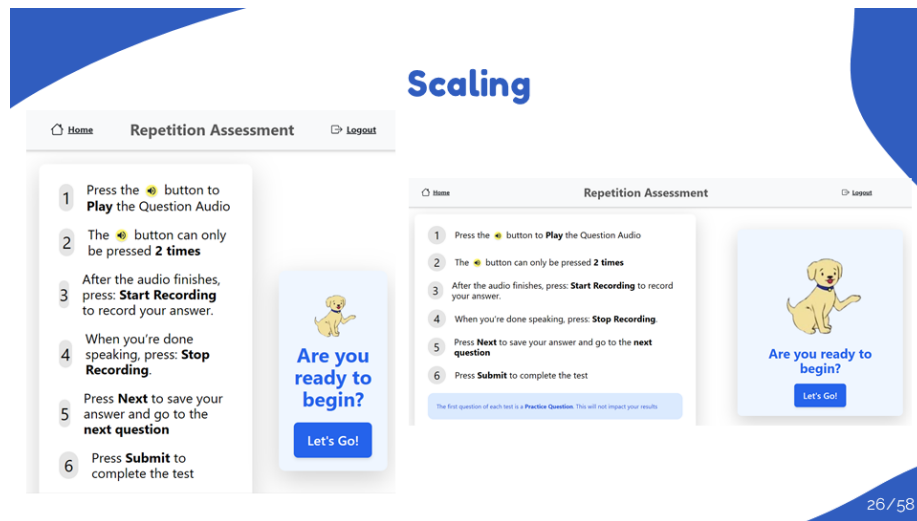 Scaling
Home
Repetition Assessment
Logout
1
Press the button to
Play the Question Audio
2
The button can only
be pressed 2 times
3
After the audio finishes,
press: Start Recording
to record your answer.
4
When you're done
speaking, press: Stop
Recording.
5
Press Next to save your
answer and go to the
next question
6
Press Submit to
complete the test
Are you
ready to
begin?
Let's Go!
Home
Repetition Assessment
Logout
1
Press the button to Play the Question Audio
2
The button can only be pressed 2 times
3
After the audio finishes, press: Start Recording to record
your answer.
4
When you're done speaking, press: Stop Recording.
5
Press Next to save your answer and go to the next
question
6
Press Submit to complete the test
The first question of each test is a Practice Question. This will not impact your results
Are you ready to
begin?
Let's Go!
26/58